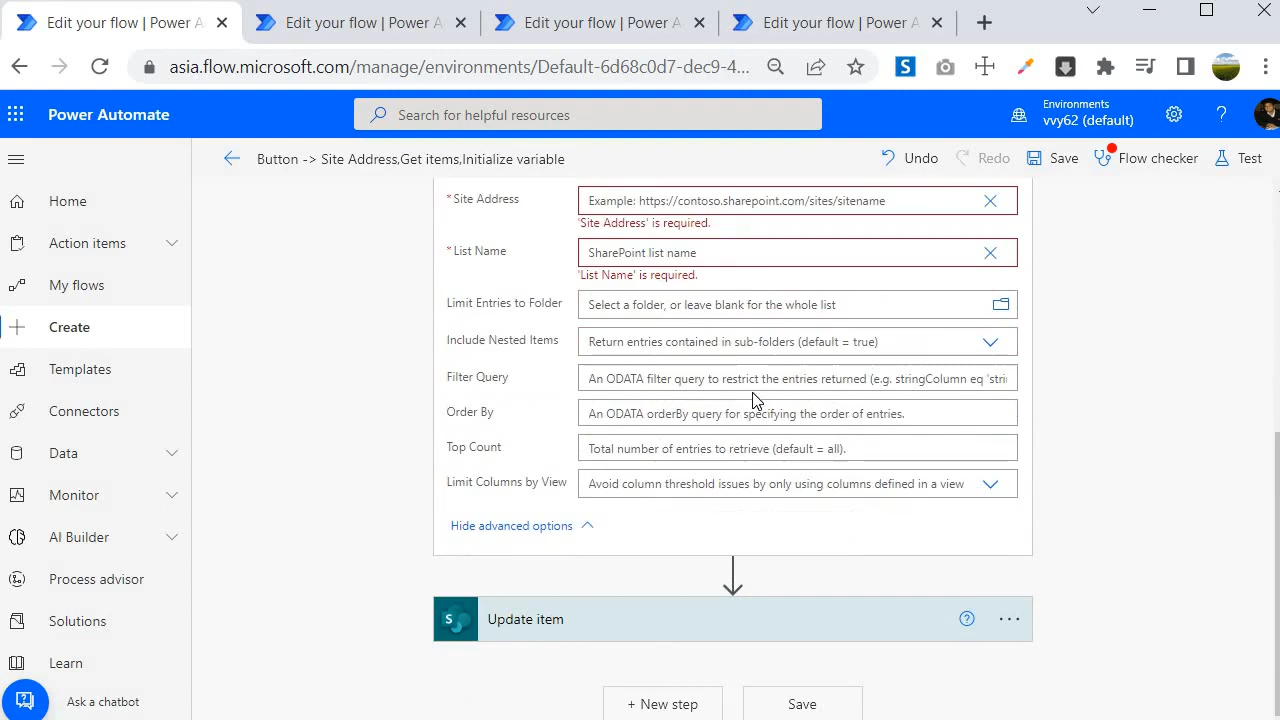 Edit your flow | Power A
Edit your flow | Power A
Edit your flow | Power A
Edit your flow | Power A
asia.flow.microsoft.com/manage/environments/Default-6d68c0d7-dec9-4...
Power Automate
Search for helpful resources
Environments
vvy62 (default)
Button -> Site Address,Get items,Initialize variable
Undo
Redo
Save
Flow checker
Test
Home
Action items
My flows
Create
Templates
Connectors
Data
Monitor
AI Builder
Process advisor
Solutions
Learn
Ask a chatbot
* Site Address
Example: https://contoso.sharepoint.com/sites/sitename
'Site Address' is required.
* List Name
SharePoint list name
'List Name' is required.
Limit Entries to Folder
Select a folder, or leave blank for the whole list
Include Nested Items
Return entries contained in sub-folders (default = true)
Filter Query
An ODATA filter query to restrict the entries returned (e.g. stringColumn eq 'stri
Order By
An ODATA orderBy query for specifying the order of entries.
Top Count
Total number of entries to retrieve (default = all).
Limit Columns by View
Avoid column threshold issues by only using columns defined in a view
Hide advanced options
S
Update item
+ New step
Save